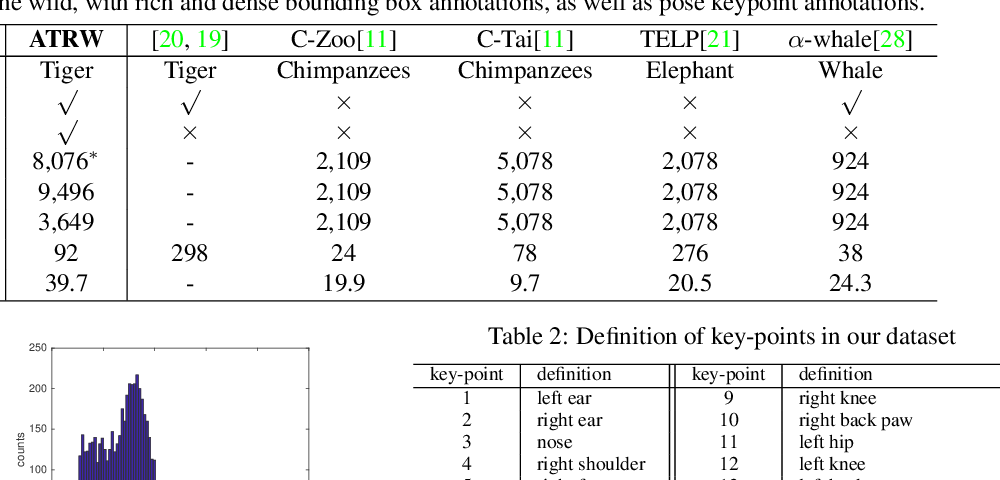 he wild, with rich and dense bounding box annotations, as well as pose keypoint annotations.
ATRW [20, 19] C-Zoo[11] C-Tai[11] TELP[21] α-whale[28]
Tiger Tiger Chimpanzees Chimpanzees Elephant Whale
√ √ × × × √
√ × × × × ×
8,076* - 2,109 5,078 2,078 924
9,496 - 2,109 5,078 2,078 924
3,649 - 2,109 5,078 2,078 924
92 298 24 78 276 38
39.7 - 19.9 9.7 20.5 24.3
Table 2: Definition of key-points in our dataset
key-point definition key-point definition
1 left ear 9 right knee
2 right ear 10 right back paw
3 nose 11 left hip
4 right shoulder 12 left knee
250
200
150
100
counts